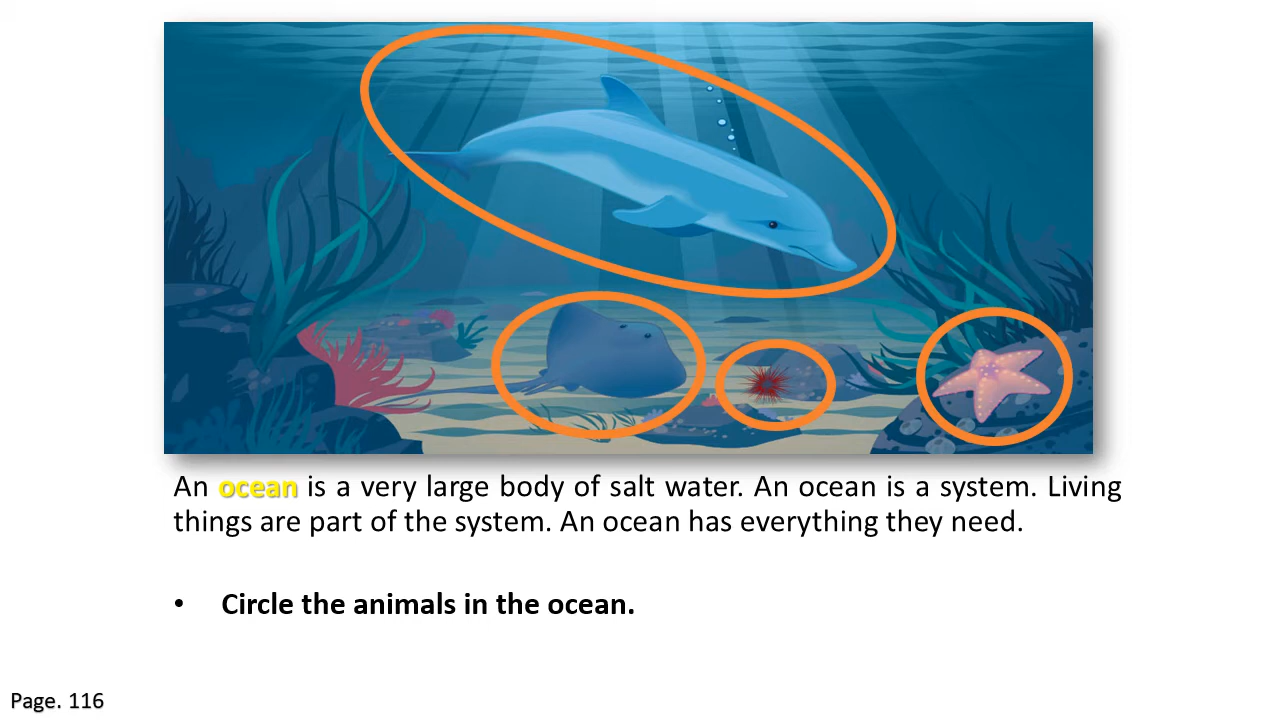 An ocean is a very large body of salt water. An ocean is a system. Living
things are part of the system. An ocean has everything they need.
• Circle the animals in the ocean.
Page. 116